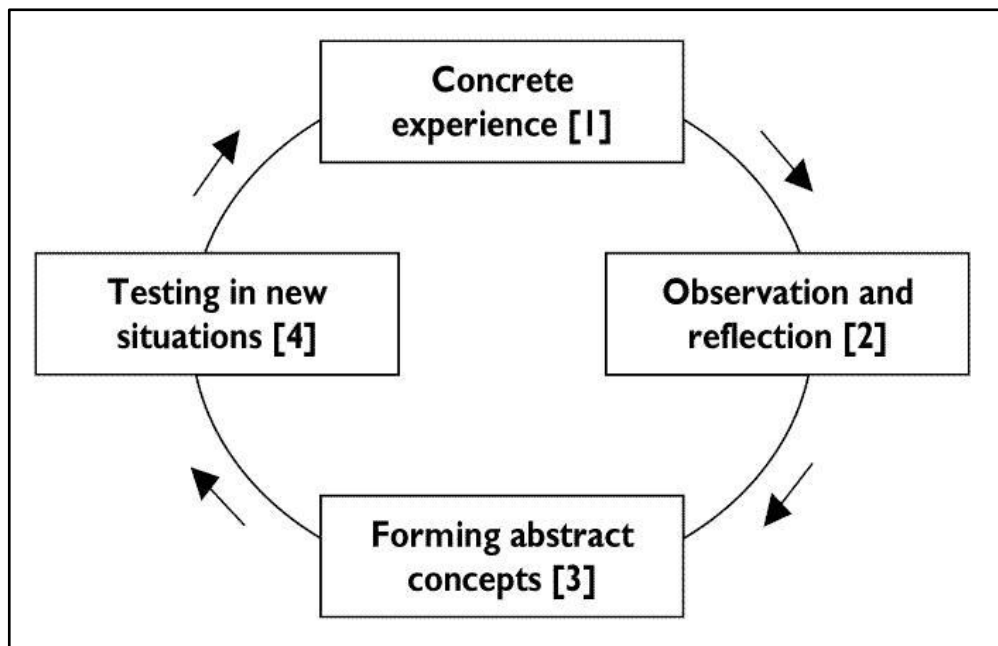 Concrete
experience [1]
Observation and
reflection [2]
Forming abstract
concepts [3]
Testing in new
situations [4]